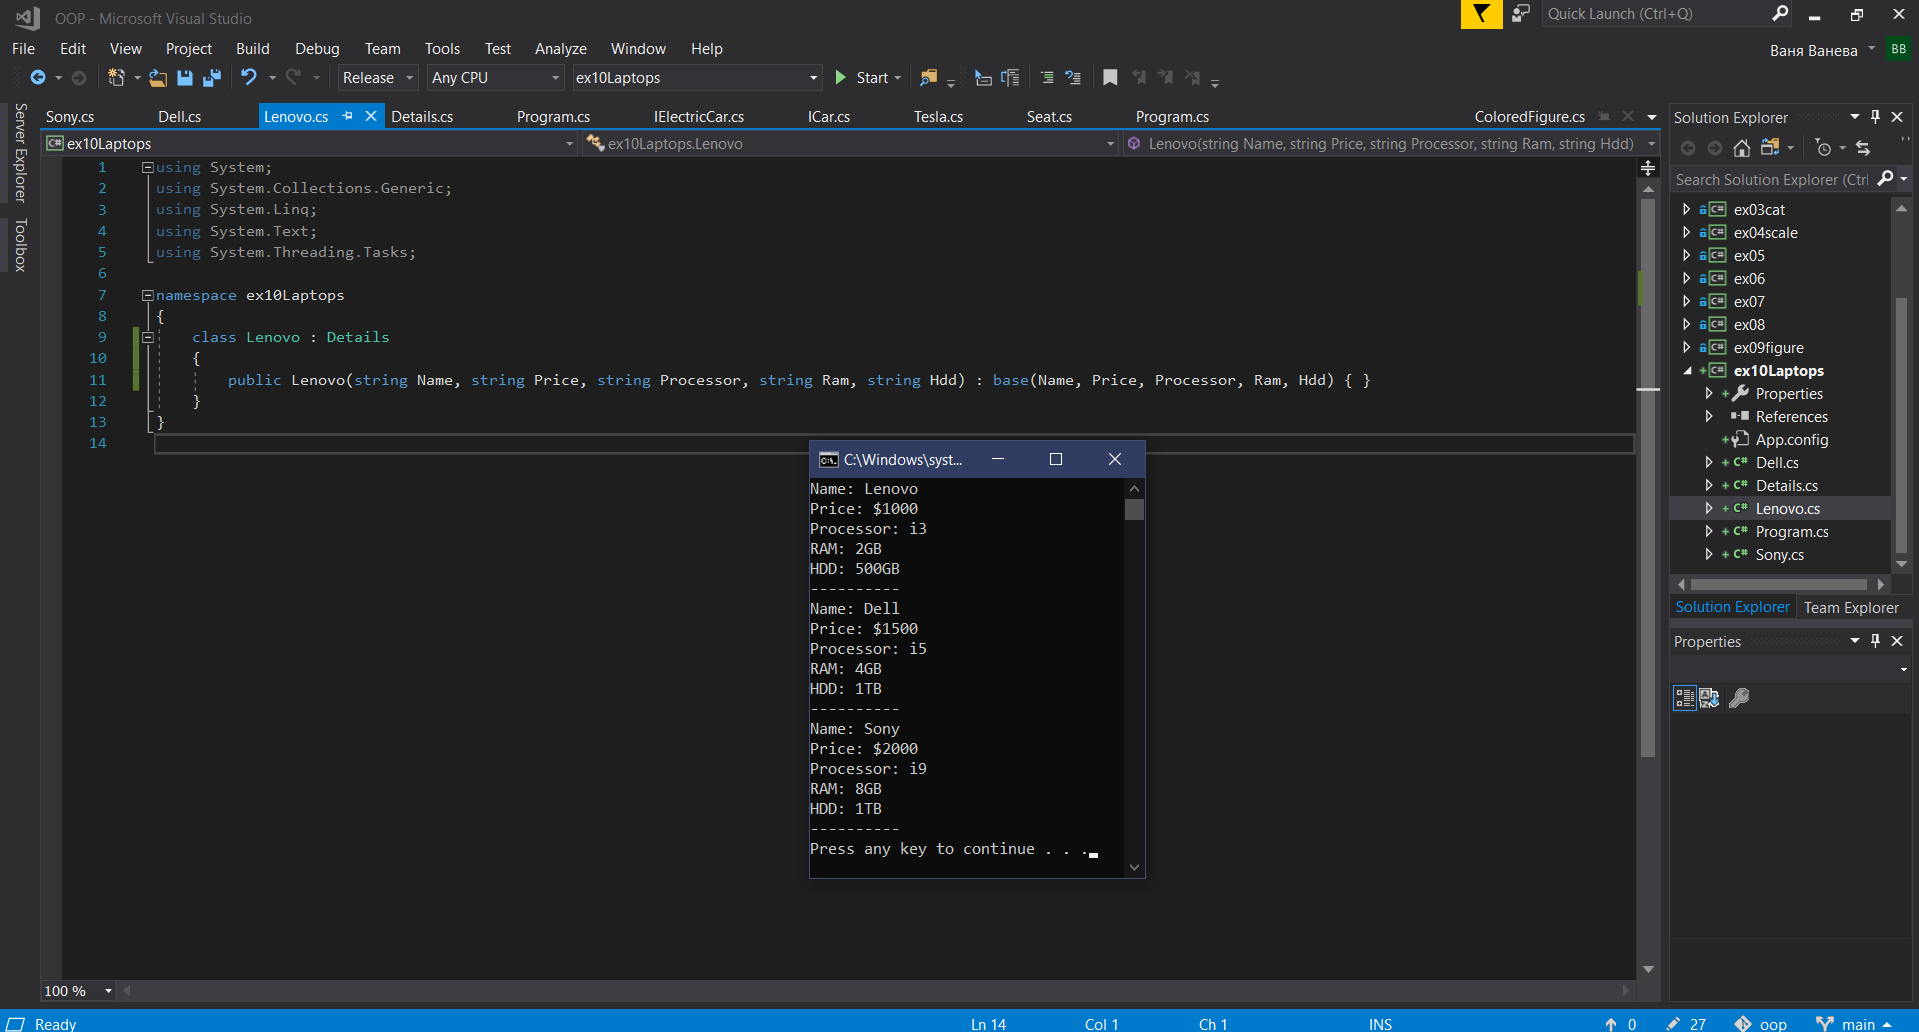 OOP - Microsoft Visual Studio
Quick Launch (Ctrl+Q)
File Edit View Project Build Debug Team Tools Test Analyze Window Help
Ваня Ванева BB
Release Any CPU ex10Laptops Start
Server Explorer
Toolbox
Sony.cs Dell.cs Lenovo.cs Details.cs Program.cs IElectricCar.cs ICar.cs Tesla.cs Seat.cs Program.cs ColoredFigure.cs
ex10Laptops ex10Laptops.Lenovo Lenovo(string Name, string Price, string Processor, string Ram, string Hdd)
1 using System;
2 using System.Collections.Generic;
3 using System.Linq;
4 using System.Text;
5 using System.Threading.Tasks;
6
7 namespace ex10Laptops
8 {
9 class Lenovo : Details
10 {
11 public Lenovo(string Name, string Price, string Processor, string Ram, string Hdd) : base(Name, Price, Processor, Ram, Hdd) { }
12 }
13 }
14
C:\Windows\syst...
Name: Lenovo
Price: $1000
Processor: i3
RAM: 2GB
HDD: 500GB
----------
Name: Dell
Price: $1500
Processor: i5
RAM: 4GB
HDD: 1TB
----------
Name: Sony
Price: $2000
Processor: i9
RAM: 8GB
HDD: 1TB
----------
Press any key to continue . . .
Solution Explorer
Search Solution Explorer (Ctrl
C# ex03cat
C# ex04scale
C# ex05
C# ex06
C# ex07
C# ex08
C# ex09figure
C# ex10Laptops
Properties
References
App.config
C# Dell.cs
C# Details.cs
C# Lenovo.cs
C# Program.cs
C# Sony.cs
Solution Explorer Team Explorer
Properties
100 %
Ready Ln 14 Col 1 Ch 1 INS 0 27 oop main